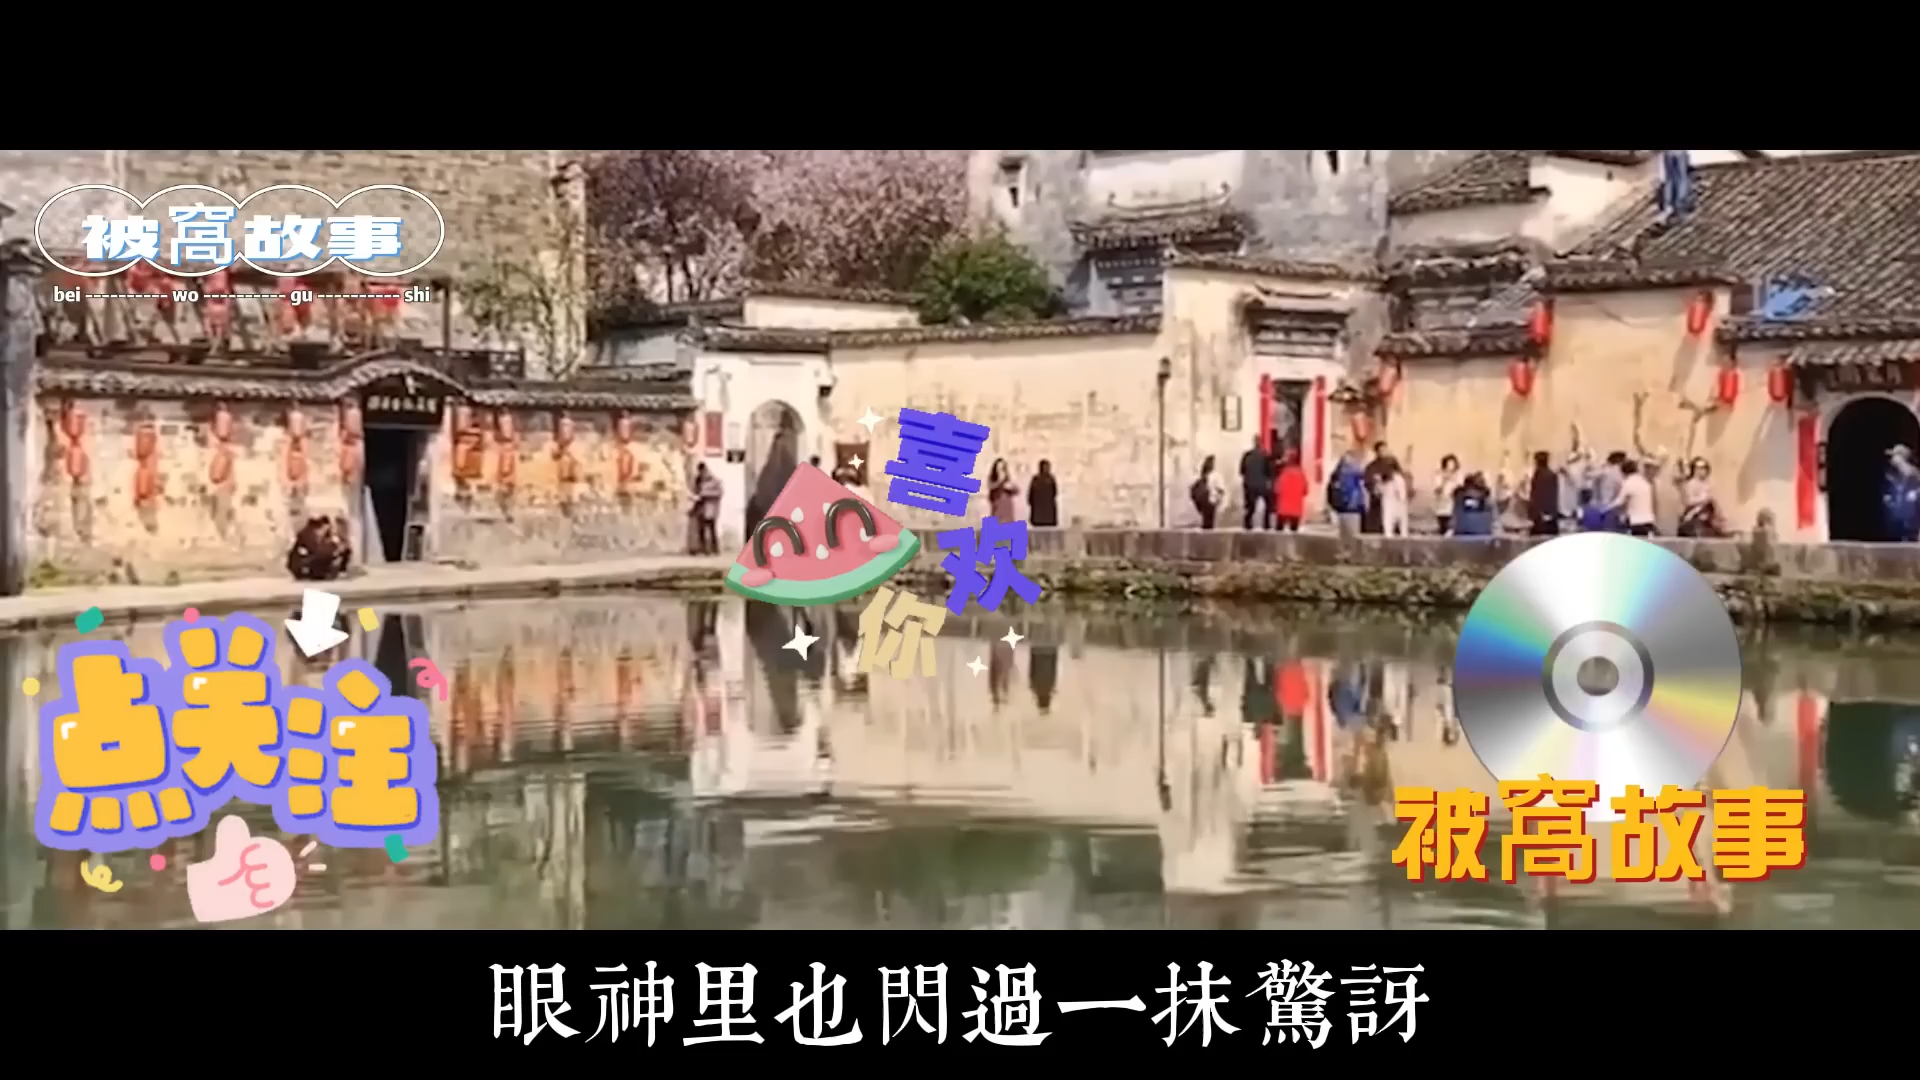 被窩故事
bei ---------- wo ---------- gu ---------- shi
喜
欢
你
点关注
被窩故事
眼神里也閃過一抹驚訝